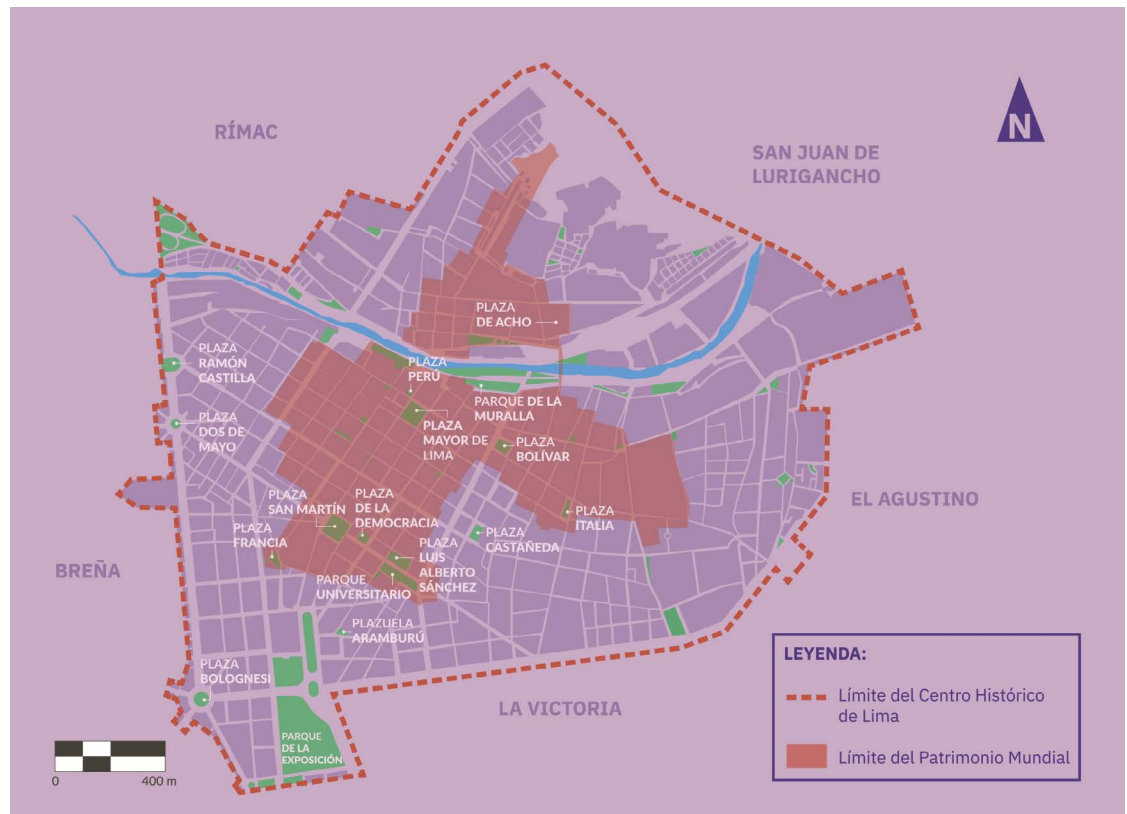 RÍMAC
N
SAN JUAN DE
LURIGANCHO
PLAZA
DE ACHO
PLAZA
RAMÓN
CASTILLA
PLAZA
PERÚ
PARQUE DE LA
MURALLA
PLAZA
DOS DE
MAYO
PLAZA
MAYOR DE
LIMA
PLAZA
BOLÍVAR
PLAZA
SAN MARTÍN
PLAZA
DE LA
DEMOCRACIA
PLAZA
ITALIA
EL AGUSTINO
PLAZA
FRANCIA
PLAZA
CASTAÑEDA
PLAZA
LUIS
ALBERTO
SÁNCHEZ
BREÑA
PARQUE
UNIVERSITARIO
PLAZUELA
ARAMBURÚ
PLAZA
BOLOGNESI
LA VICTORIA
PARQUE
DE LA
EXPOSICIÓN
0 400 m
LEYENDA:
Límite del Centro Histórico
de Lima
Límite del Patrimonio Mundial